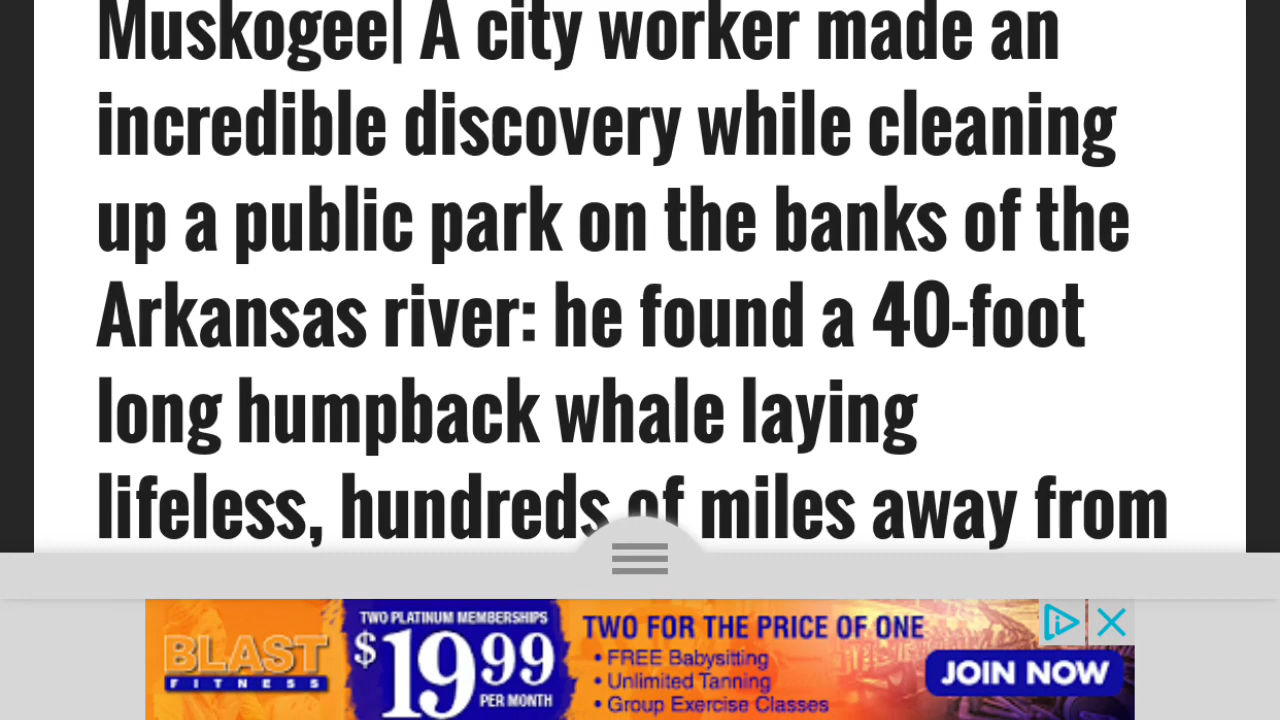 Muskogee| A city worker made an
incredible discovery while cleaning
up a public park on the banks of the
Arkansas river: he found a 40-foot
long humpback whale laying
lifeless, hundreds of miles away from
BLAST
FITNESS
TWO PLATINUM MEMBERSHIPS
$19.99
PER MONTH
TWO FOR THE PRICE OF ONE
• FREE Babysitting
• Unlimited Tanning
• Group Exercise Classes
JOIN NOW